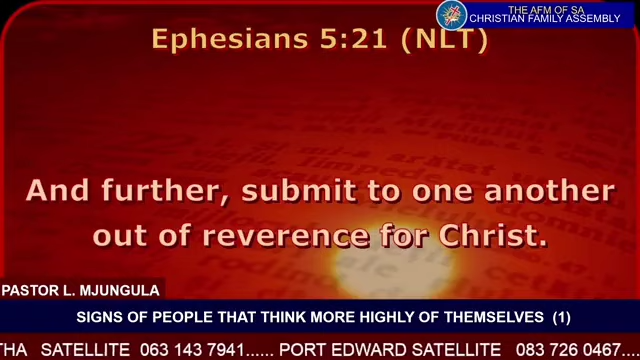 THE AFM OF SA
CHRISTIAN FAMILY ASSEMBLY
Ephesians 5:21 (NLT)
And further, submit to one another
out of reverence for Christ.
PASTOR L. MJUNGULA
SIGNS OF PEOPLE THAT THINK MORE HIGHLY OF THEMSELVES (1)
THA SATELLITE 063 143 7941...... PORT EDWARD SATELLITE 083 726 0467....